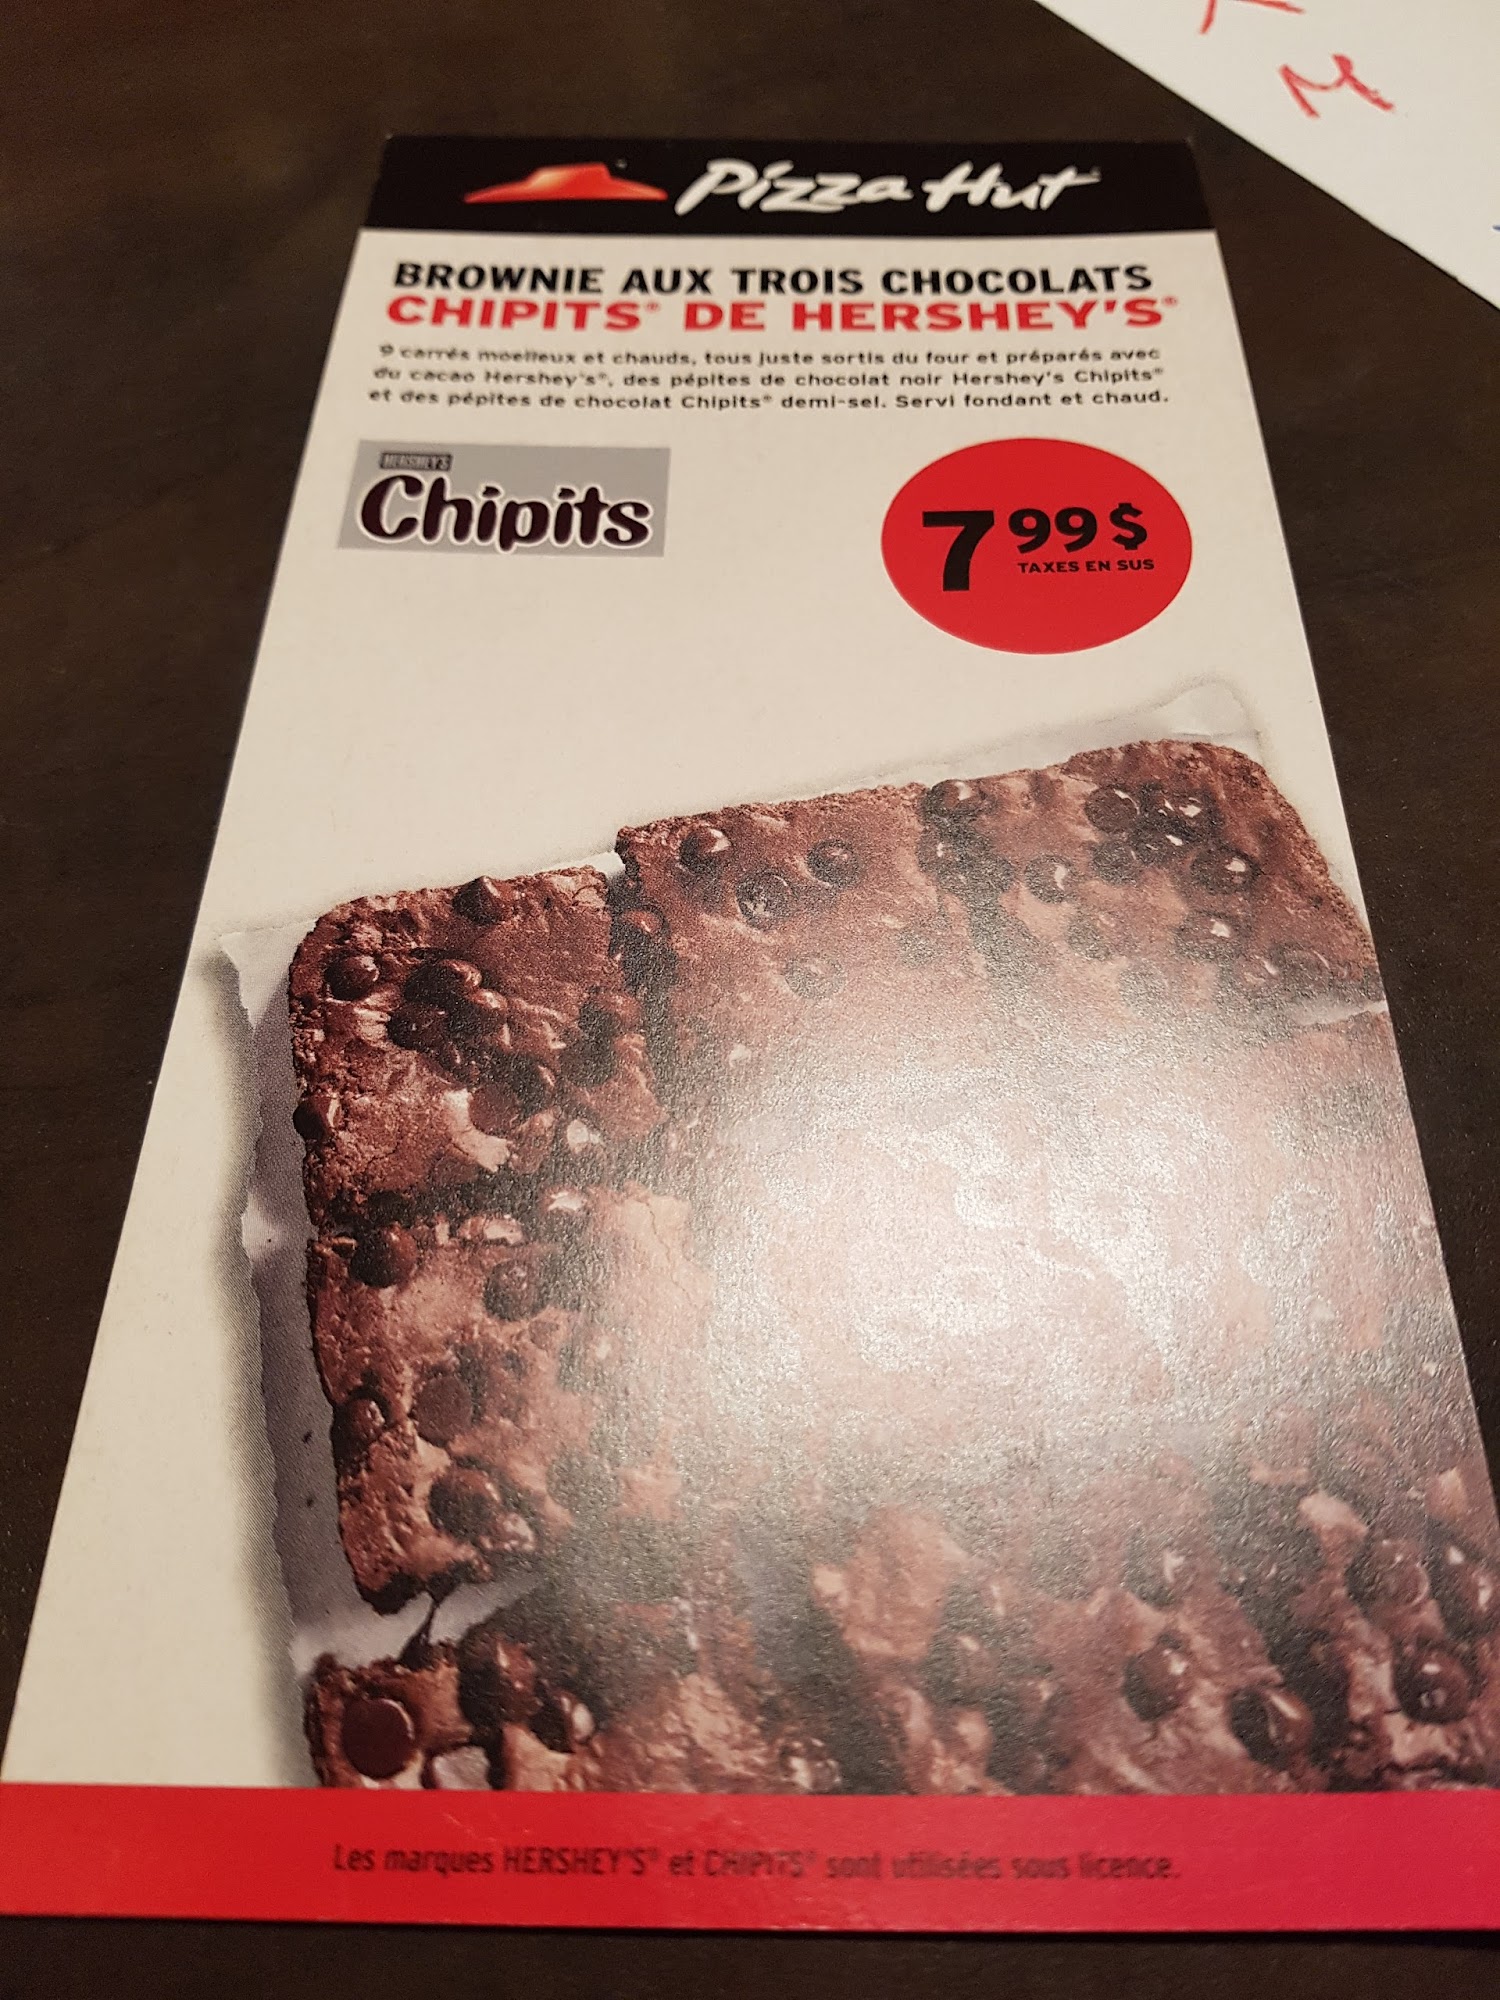 Pizza Hut
BROWNIE AUX TROIS CHOCOLATS
CHIPITS® DE HERSHEY'S®
9 carrés moelleux et chauds, tous juste sortis du four et préparés avec
du cacao Hershey's®, des pépites de chocolat noir Hershey's Chipits®
et des pépites de chocolat Chipits® demi-sel. Servi fondant et chaud.
HERSHEY'S
Chipits
7 99 $
TAXES EN SUS
Les marques HERSHEY'S® et CHIPITS® sont utilisées sous licence.